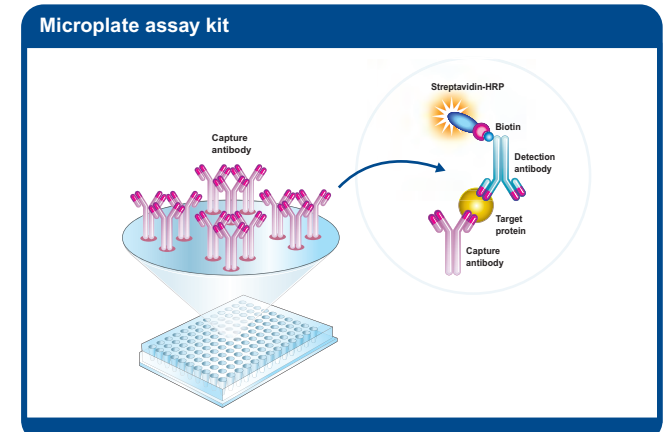 Microplate assay kit
Capture
antibody
Streptavidin-HRP
Biotin
Detection
antibody
Target
protein
Capture
antibody